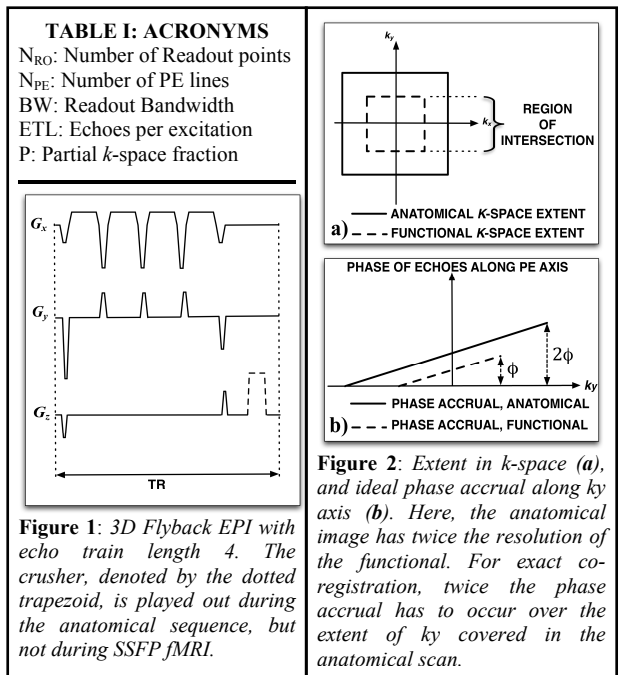 TABLE I: ACRONYMS
N_RO: Number of Readout points
N_PE: Number of PE lines
BW: Readout Bandwidth
ETL: Echoes per excitation
P: Partial k-space fraction
G_x
G_y
G_z
TR
Figure 1: 3D Flyback EPI with
echo train length 4. The
crusher, denoted by the dotted
trapezoid, is played out during
the anatomical sequence, but
not during SSFP fMRI.
k_y
k_x
REGION
OF
INTERSECTION
ANATOMICAL K-SPACE EXTENT
a) FUNCTIONAL K-SPACE EXTENT
PHASE OF ECHOES ALONG PE AXIS
2ϕ
ϕ
ky
PHASE ACCRUAL, ANATOMICAL
b) PHASE ACCRUAL, FUNCTIONAL
Figure 2: Extent in k-space (a),
and ideal phase accrual along ky
axis (b). Here, the anatomical
image has twice the resolution of
the functional. For exact co-
registration, twice the phase
accrual has to occur over the
extent of ky covered in the
anatomical scan.